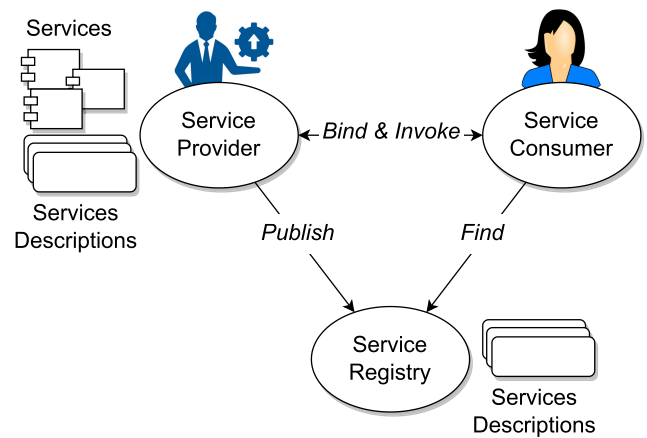 Services
Service
Provider
Bind & Invoke
Service
Consumer
Services
Descriptions
Publish
Find
Service
Registry
Services
Descriptions